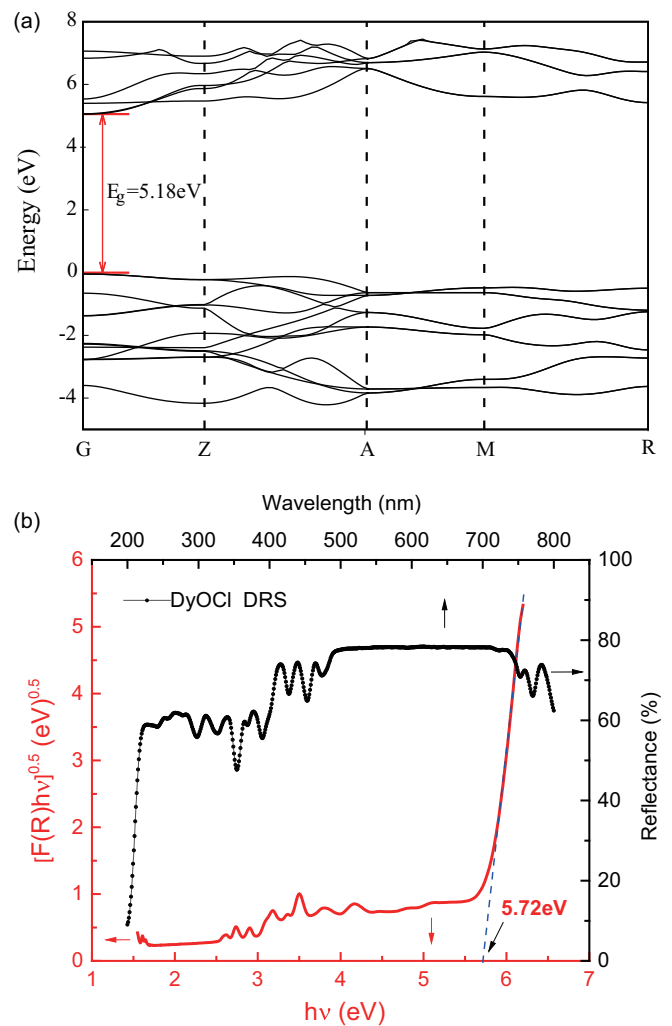 (a)
8
6
4
2
0
-2
-4
Energy (eV)
E_g=5.18eV
G Z A M R
Wavelength (nm)
(b)
200 300 400 500 600 700 800
6
5
4
3
2
1
0
100
80
60
40
20
0
DyOCl DRS
[F(R)hν]^0.5 (eV)^0.5
Reflectance (%)
5.72eV
1 2 3 4 5 6 7
hν (eV)